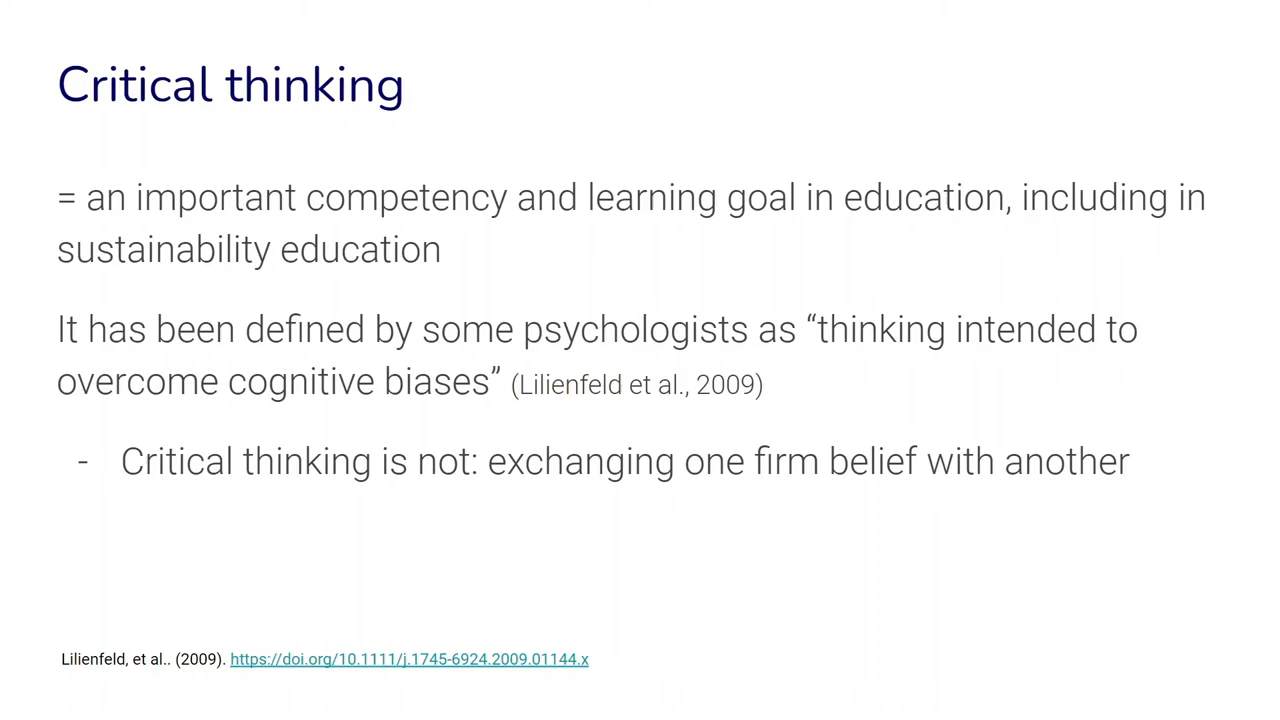 Critical thinking
= an important competency and learning goal in education, including in
sustainability education
It has been defined by some psychologists as “thinking intended to
overcome cognitive biases” (Lilienfeld et al., 2009)
- Critical thinking is not: exchanging one firm belief with another
Lilienfeld, et al.. (2009). https://doi.org/10.1111/j.1745-6924.2009.01144.x